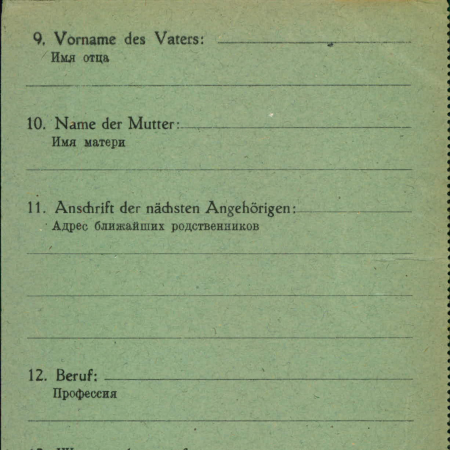 9. Vorname des Vaters:
Имя отца
10. Name der Mutter:
Имя матери
11. Anschrift der nächsten Angehörigen:
Адрес ближайших родственников
12. Beruf:
Профессия